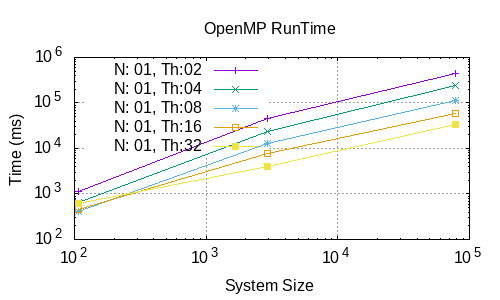 OpenMP RunTime
10^6
N: 01, Th:02
N: 01, Th:04
10^5
N: 01, Th:08
N: 01, Th:16
10^4
N: 01, Th:32
10^3
10^2
Time (ms)
10^2 10^3 10^4 10^5
System Size